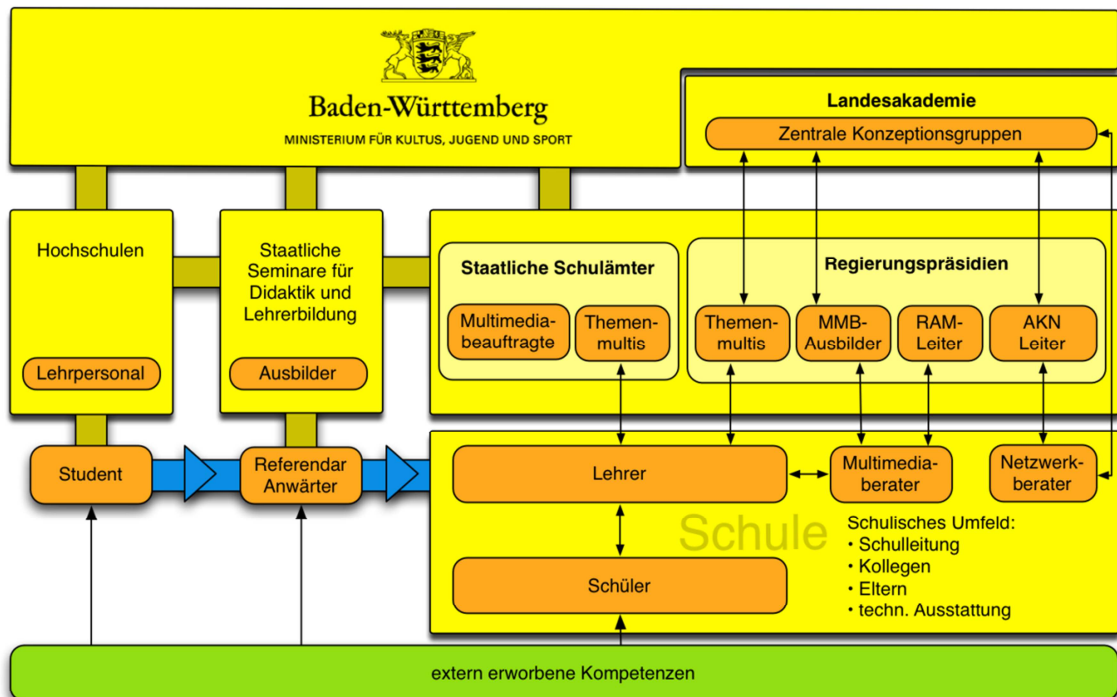 Baden-Württemberg
MINISTERIUM FÜR KULTUS, JUGEND UND SPORT
Landesakademie
Zentrale Konzeptionsgruppen
Hochschulen
Lehrpersonal
Staatliche
Seminare für
Didaktik und
Lehrerbildung
Ausbilder
Staatliche Schulämter
Multimedia-
beauftragte
Themen-
multis
Regierungspräsidien
Themen-
multis
MMB-
Ausbilder
RAM-
Leiter
AKN
Leiter
Student
Referendar
Anwärter
Lehrer
Multimedia-
berater
Netzwerk-
berater
Schule
Schüler
Schulisches Umfeld:
• Schulleitung
• Kollegen
• Eltern
• techn. Ausstattung
extern erworbene Kompetenzen